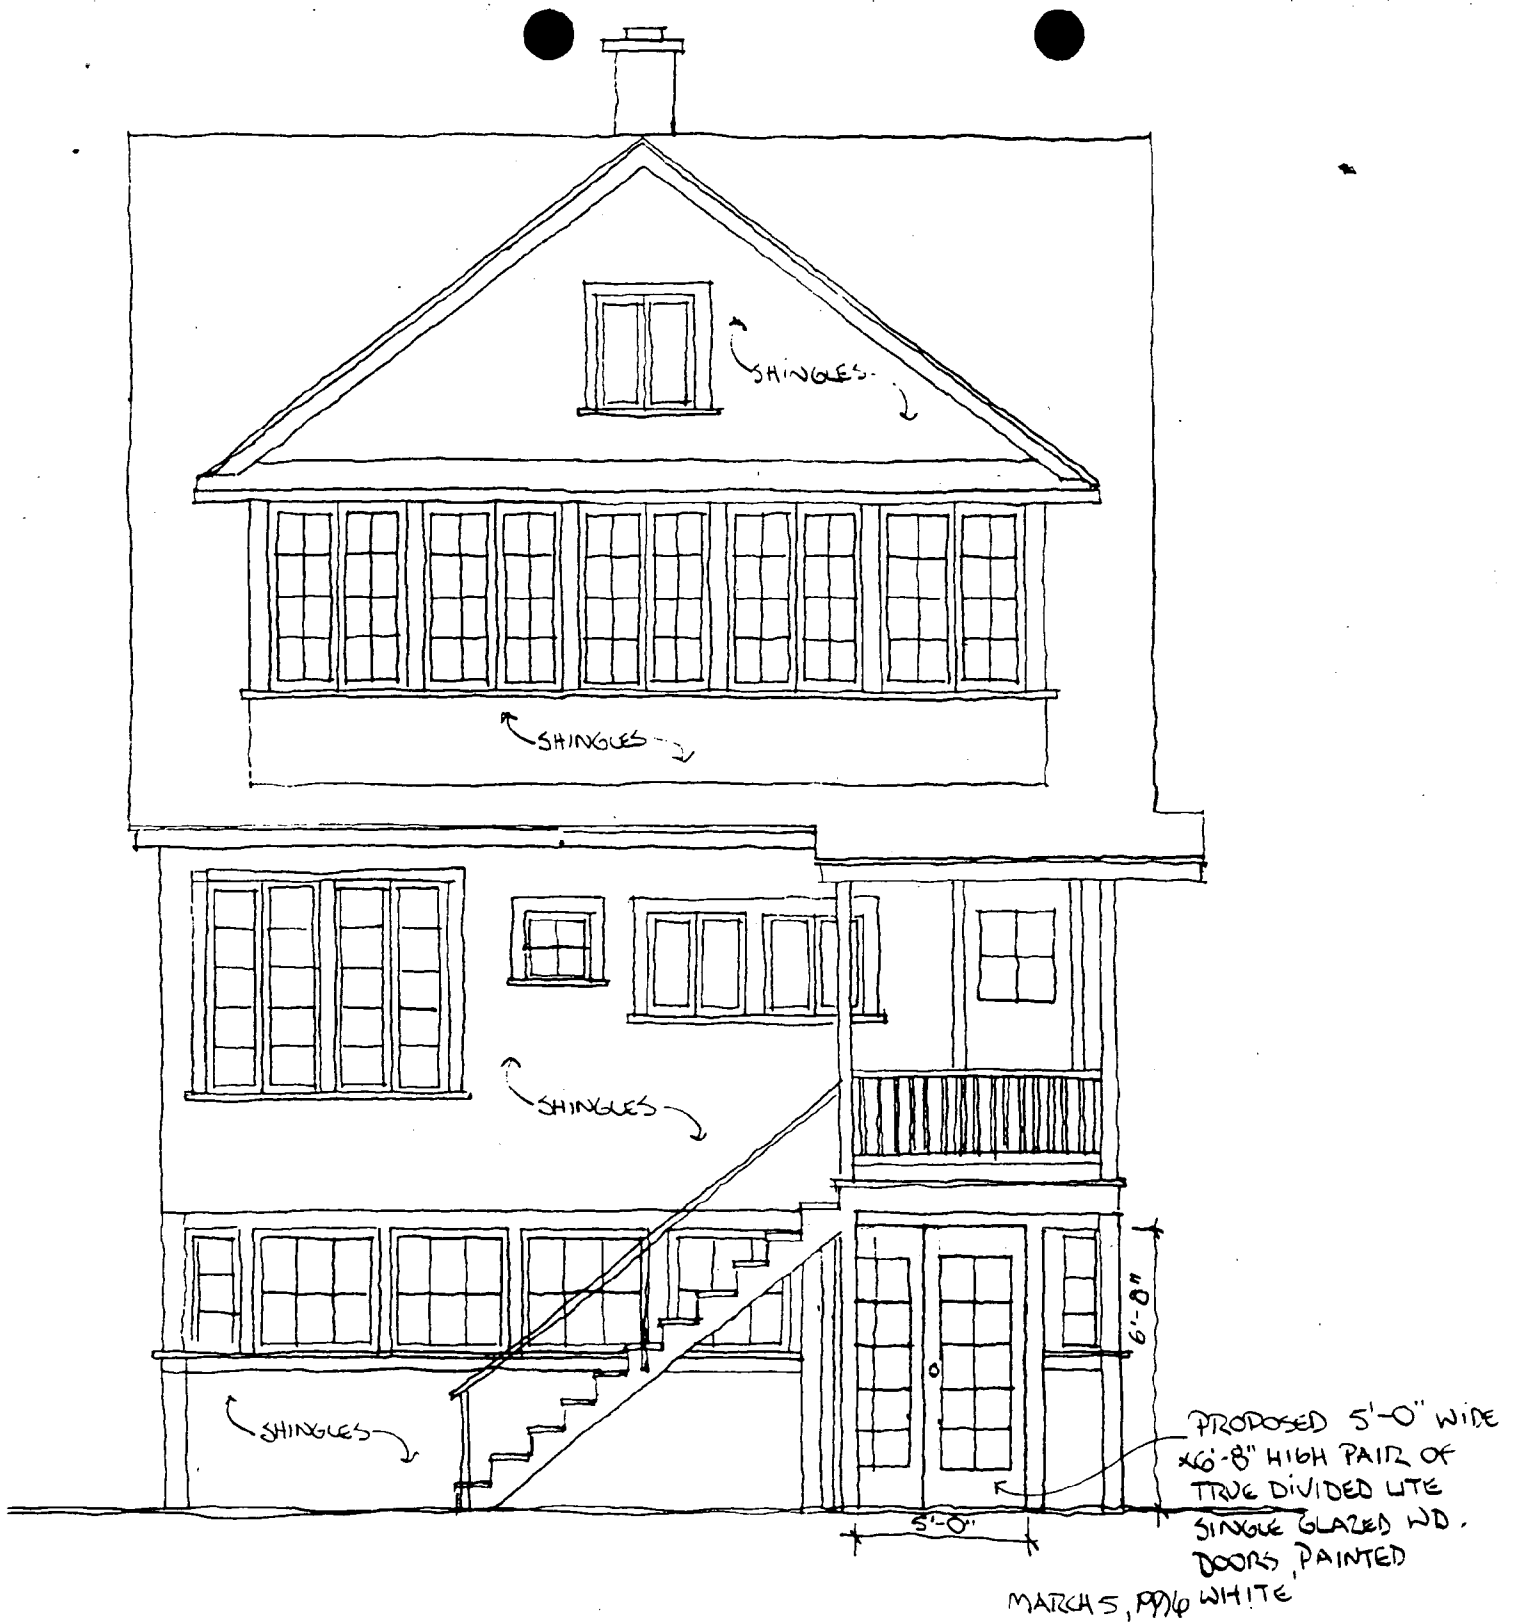 SHINGLES
SHINGLES
SHINGLES
SHINGLES
6'-8"
5'-0"
PROPOSED 5'-0" WIDE
x6'-8" HIGH PAIR OF
TRUE DIVIDED LITE
SINGLE GLAZED WD.
DOORS, PAINTED
WHITE
MARCH 5, 1996